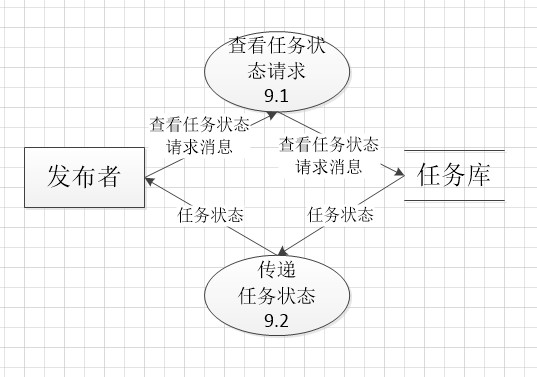 查看任务状
态请求
9.1
查看任务状态
请求消息
查看任务状态
请求消息
发布者
任务库
任务状态
任务状态
传递
任务状态
9.2